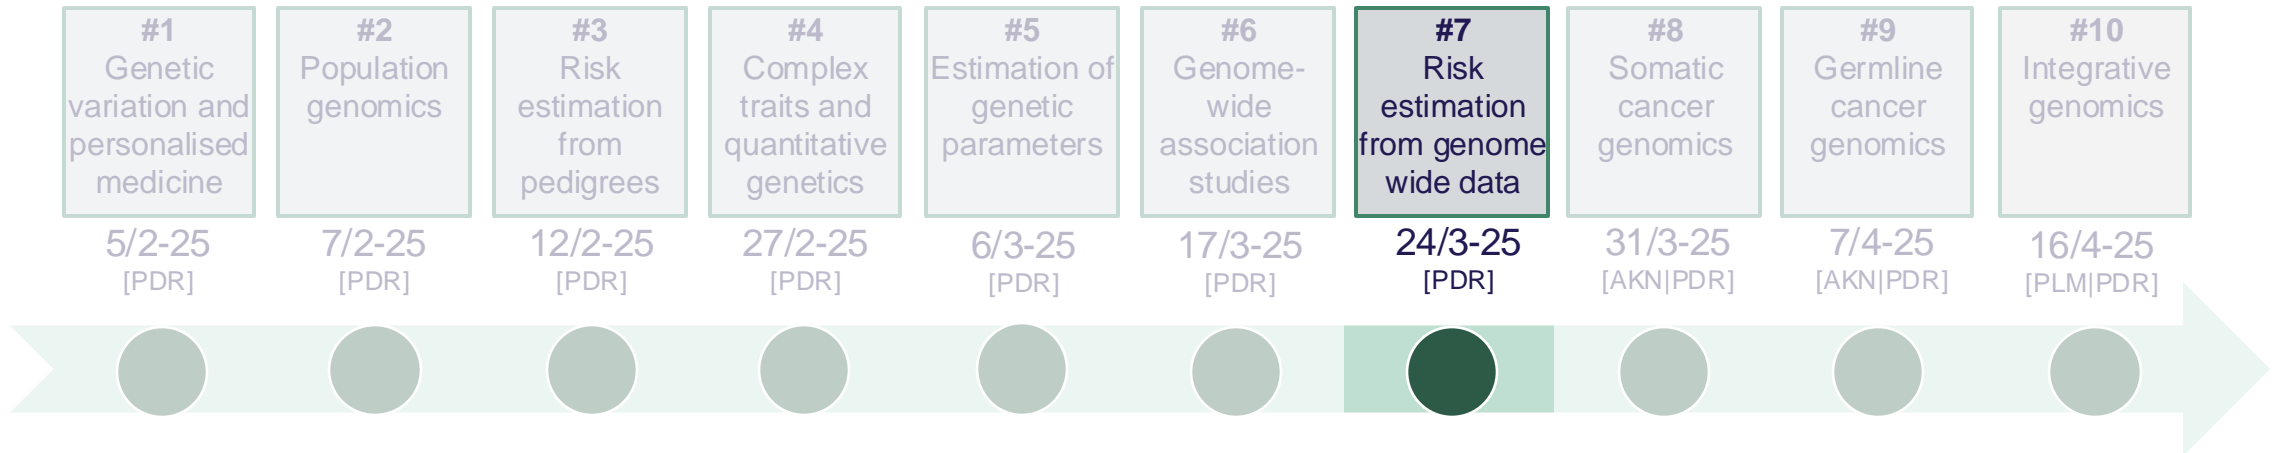 #1
Genetic
variation and
personalised
medicine
5/2-25
[PDR]
#2
Population
genomics
7/2-25
[PDR]
#3
Risk
estimation
from
pedigrees
12/2-25
[PDR]
#4
Complex
traits and
quantitative
genetics
27/2-25
[PDR]
#5
Estimation of
genetic
parameters
6/3-25
[PDR]
#6
Genome-
wide
association
studies
17/3-25
[PDR]
#7
Risk
estimation
from genome
wide data
24/3-25
[PDR]
#8
Somatic
cancer
genomics
31/3-25
[AKN|PDR]
#9
Germline
cancer
genomics
7/4-25
[AKN|PDR]
#10
Integrative
genomics
16/4-25
[PLM|PDR]